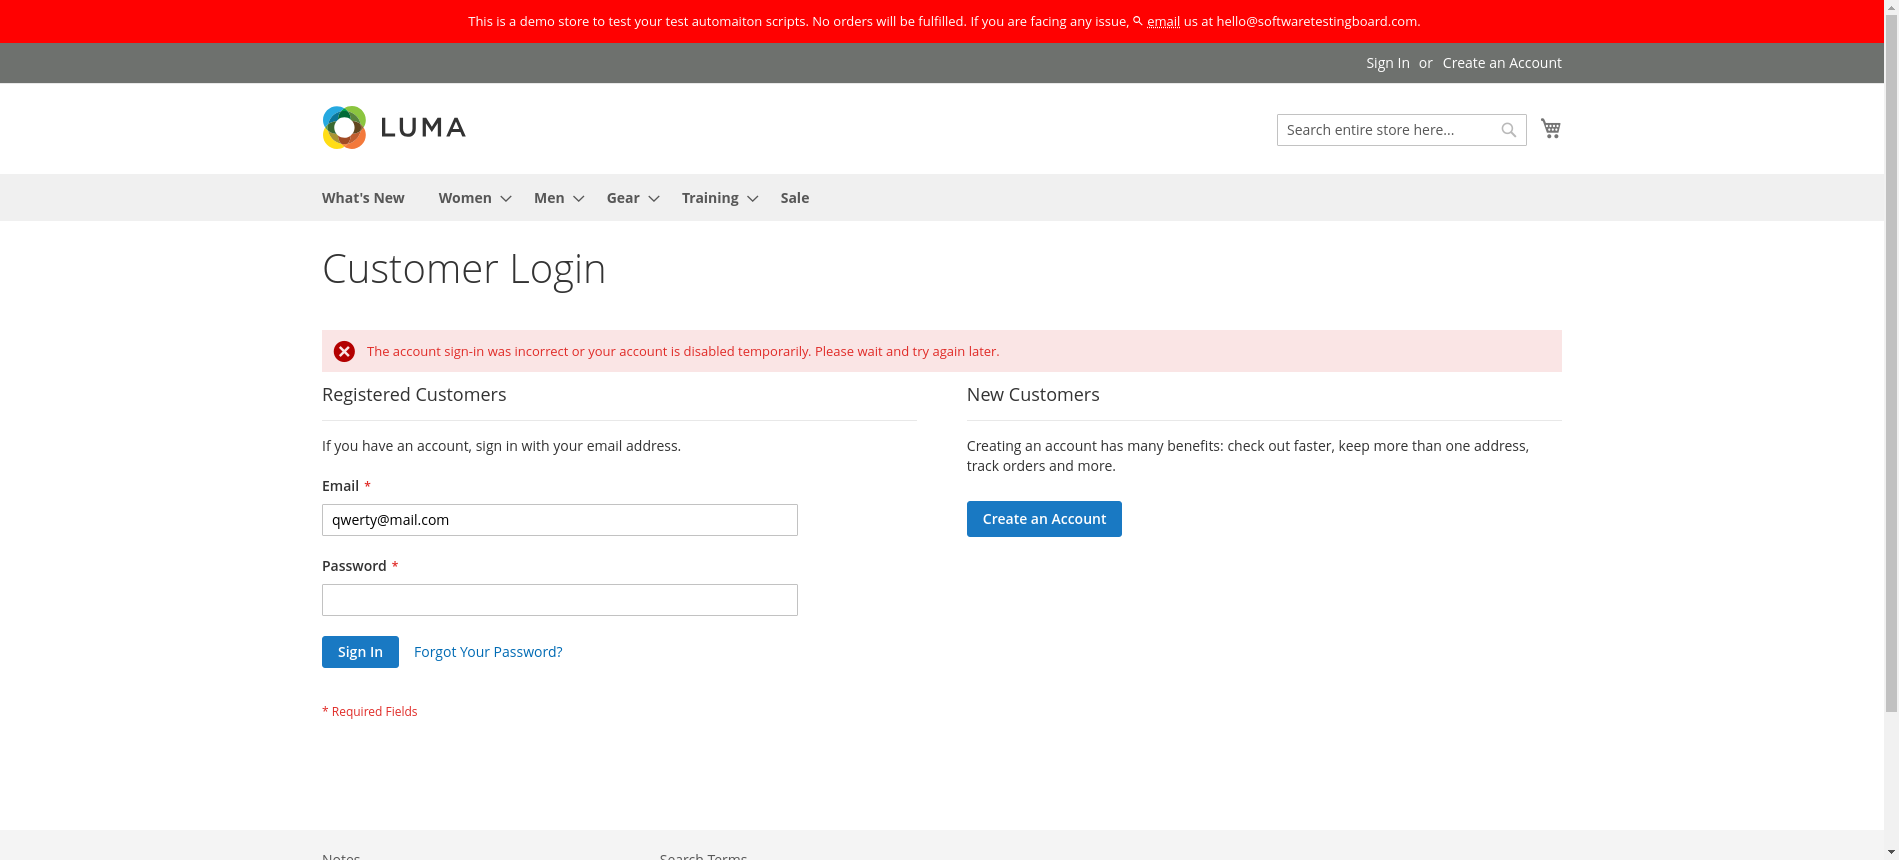 This is a demo store to test your test automaiton scripts. No orders will be fulfilled. If you are facing any issue, email us at hello@softwaretestingboard.com.
Sign In or Create an Account
LUMA
Search entire store here...
What's New Women Men Gear Training Sale
Customer Login
The account sign-in was incorrect or your account is disabled temporarily. Please wait and try again later.
Registered Customers
If you have an account, sign in with your email address.
Email *
qwerty@mail.com
Password *
Sign In Forgot Your Password?
* Required Fields
New Customers
Creating an account has many benefits: check out faster, keep more than one address,
track orders and more.
Create an Account
Notes Search Terms